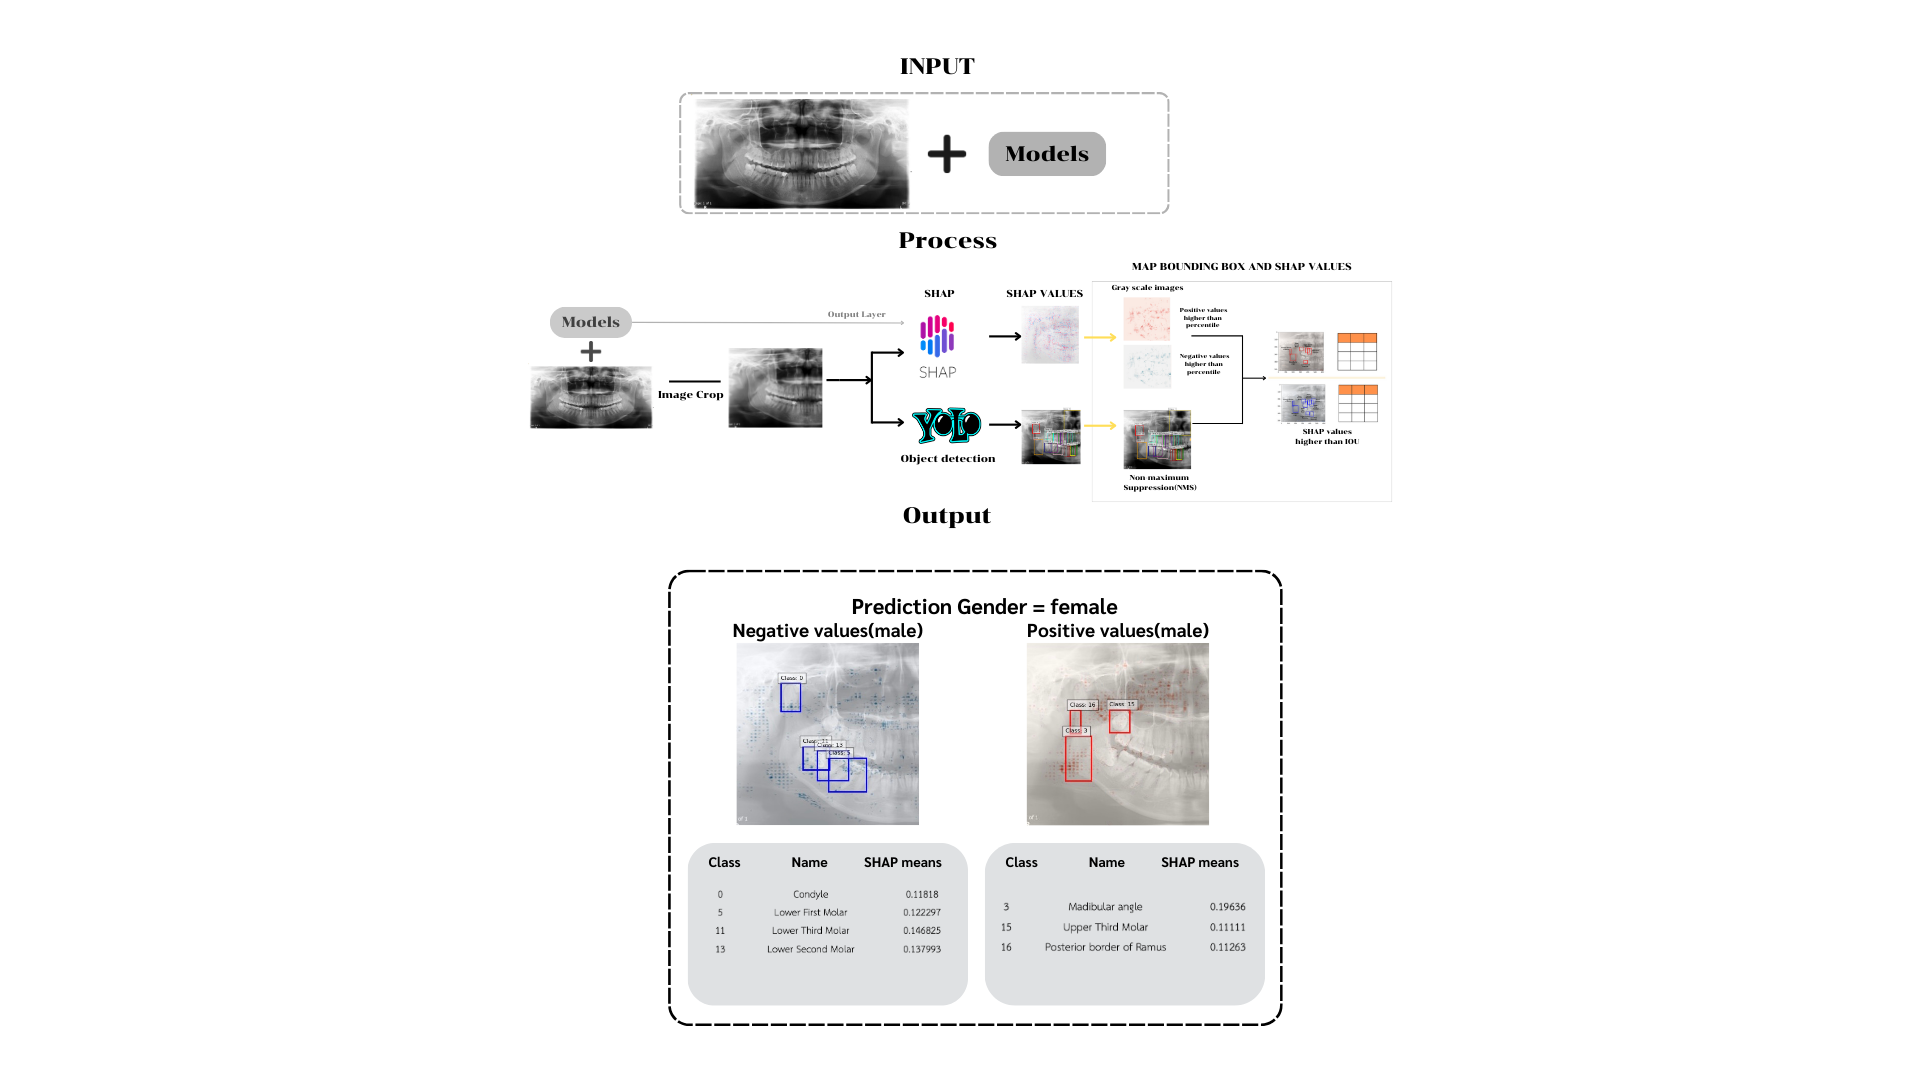 INPUT
Models
Process
MAP BOUNDING BOX AND SHAP VALUES
SHAP
SHAP VALUES
Gray scale images
Models
Output Layer
Positive values
higher than
percentile
SHAP
Negative values
higher than
percentile
Image Crop
YOLO
Object detection
SHAP values
higher than IOU
Non maximum
Suppression(NMS)
Output
Prediction Gender = female
Negative values(male)
Positive values(male)
Class: 0
Class: 13
Class: 16
Class: 15
Class: 3
of 1
of 1
Class Name SHAP means
0 Condyle 0.11818
5 Lower First Molar 0.122297
11 Lower Third Molar 0.146825
13 Lower Second Molar 0.137993
Class Name SHAP means
3 Madibular angle 0.19636
15 Upper Third Molar 0.11111
16 Posterior border of Ramus 0.11263